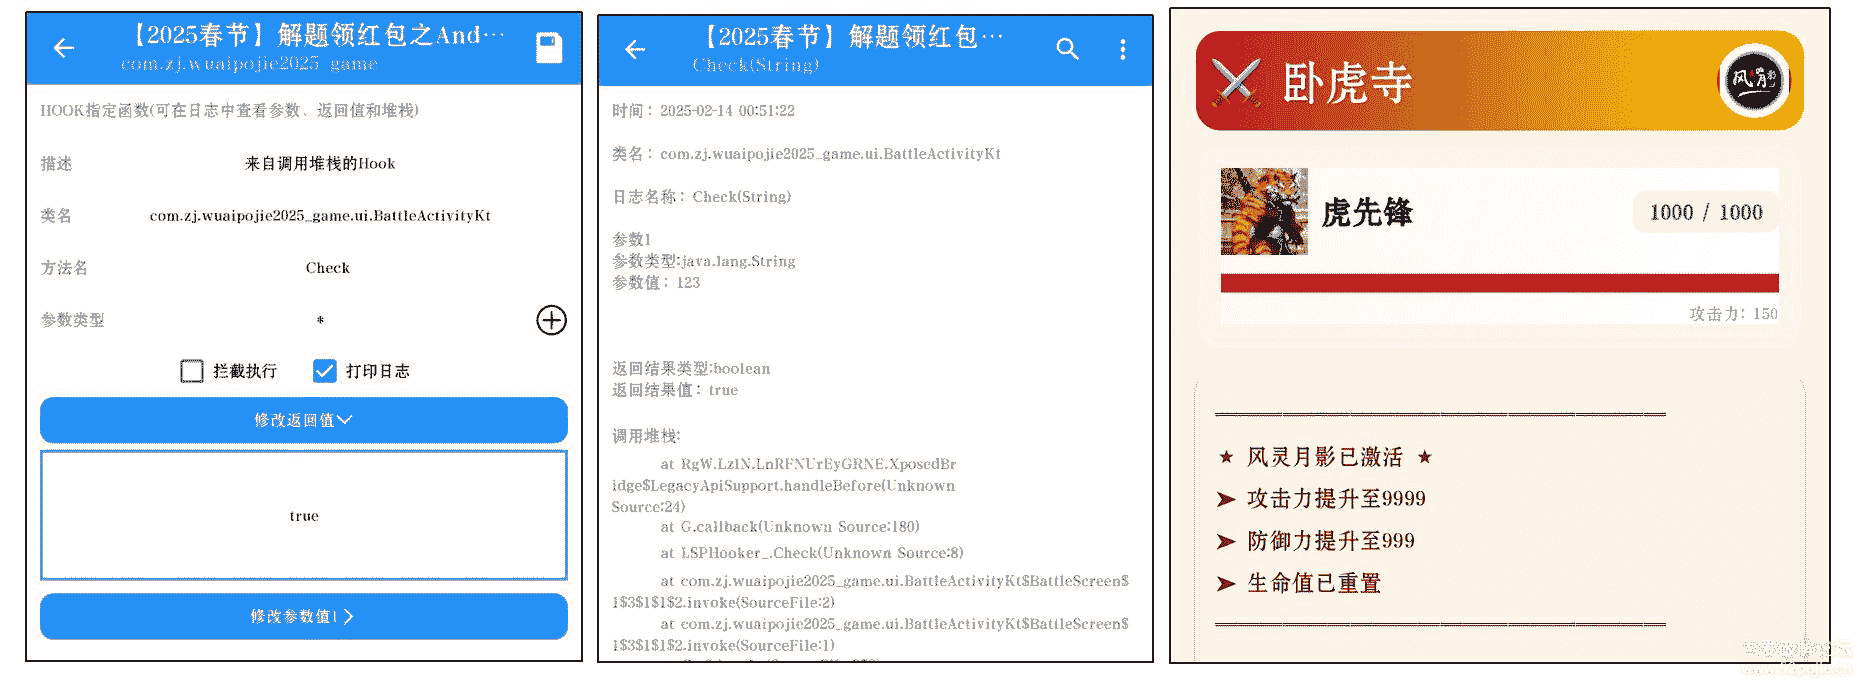 【2025春节】解题领红包之And···
com.zj.wuaipojie2025_game
HOOK指定函数(可在日志中查看参数、返回值和堆栈)
描述
来自调用堆栈的Hook
类名
com.zj.wuaipojie2025_game.ui.BattleActivityKt
方法名
Check
参数类型
*
拦截执行
打印日志
修改返回值
true
修改参数值1
【2025春节】解题领红包···
Check(String)
时间：2025-02-14 00:51:22
类名：com.zj.wuaipojie2025_game.ui.BattleActivityKt
日志名称：Check(String)
参数1
参数类型:java.lang.String
参数值：123
返回结果类型:boolean
返回结果值：true
调用堆栈:
at RgW.LzIN.LnRFNUrEyGRNE.XposedBr
idge$LegacyApiSupport.handleBefore(Unknown
Source:24)
at G.callback(Unknown Source:180)
at LSPHooker_.Check(Unknown Source:8)
at com.zj.wuaipojie2025_game.ui.BattleActivityKt$BattleScreen$
1$3$1$1$2.invoke(SourceFile:2)
at com.zj.wuaipojie2025_game.ui.BattleActivityKt$BattleScreen$
1$3$1$1$2.invoke(SourceFile:1)
卧虎寺
风月影
虎先锋
1000 / 1000
攻击力: 150
★ 风灵月影已激活 ★
➤ 攻击力提升至9999
➤ 防御力提升至999
➤ 生命值已重置